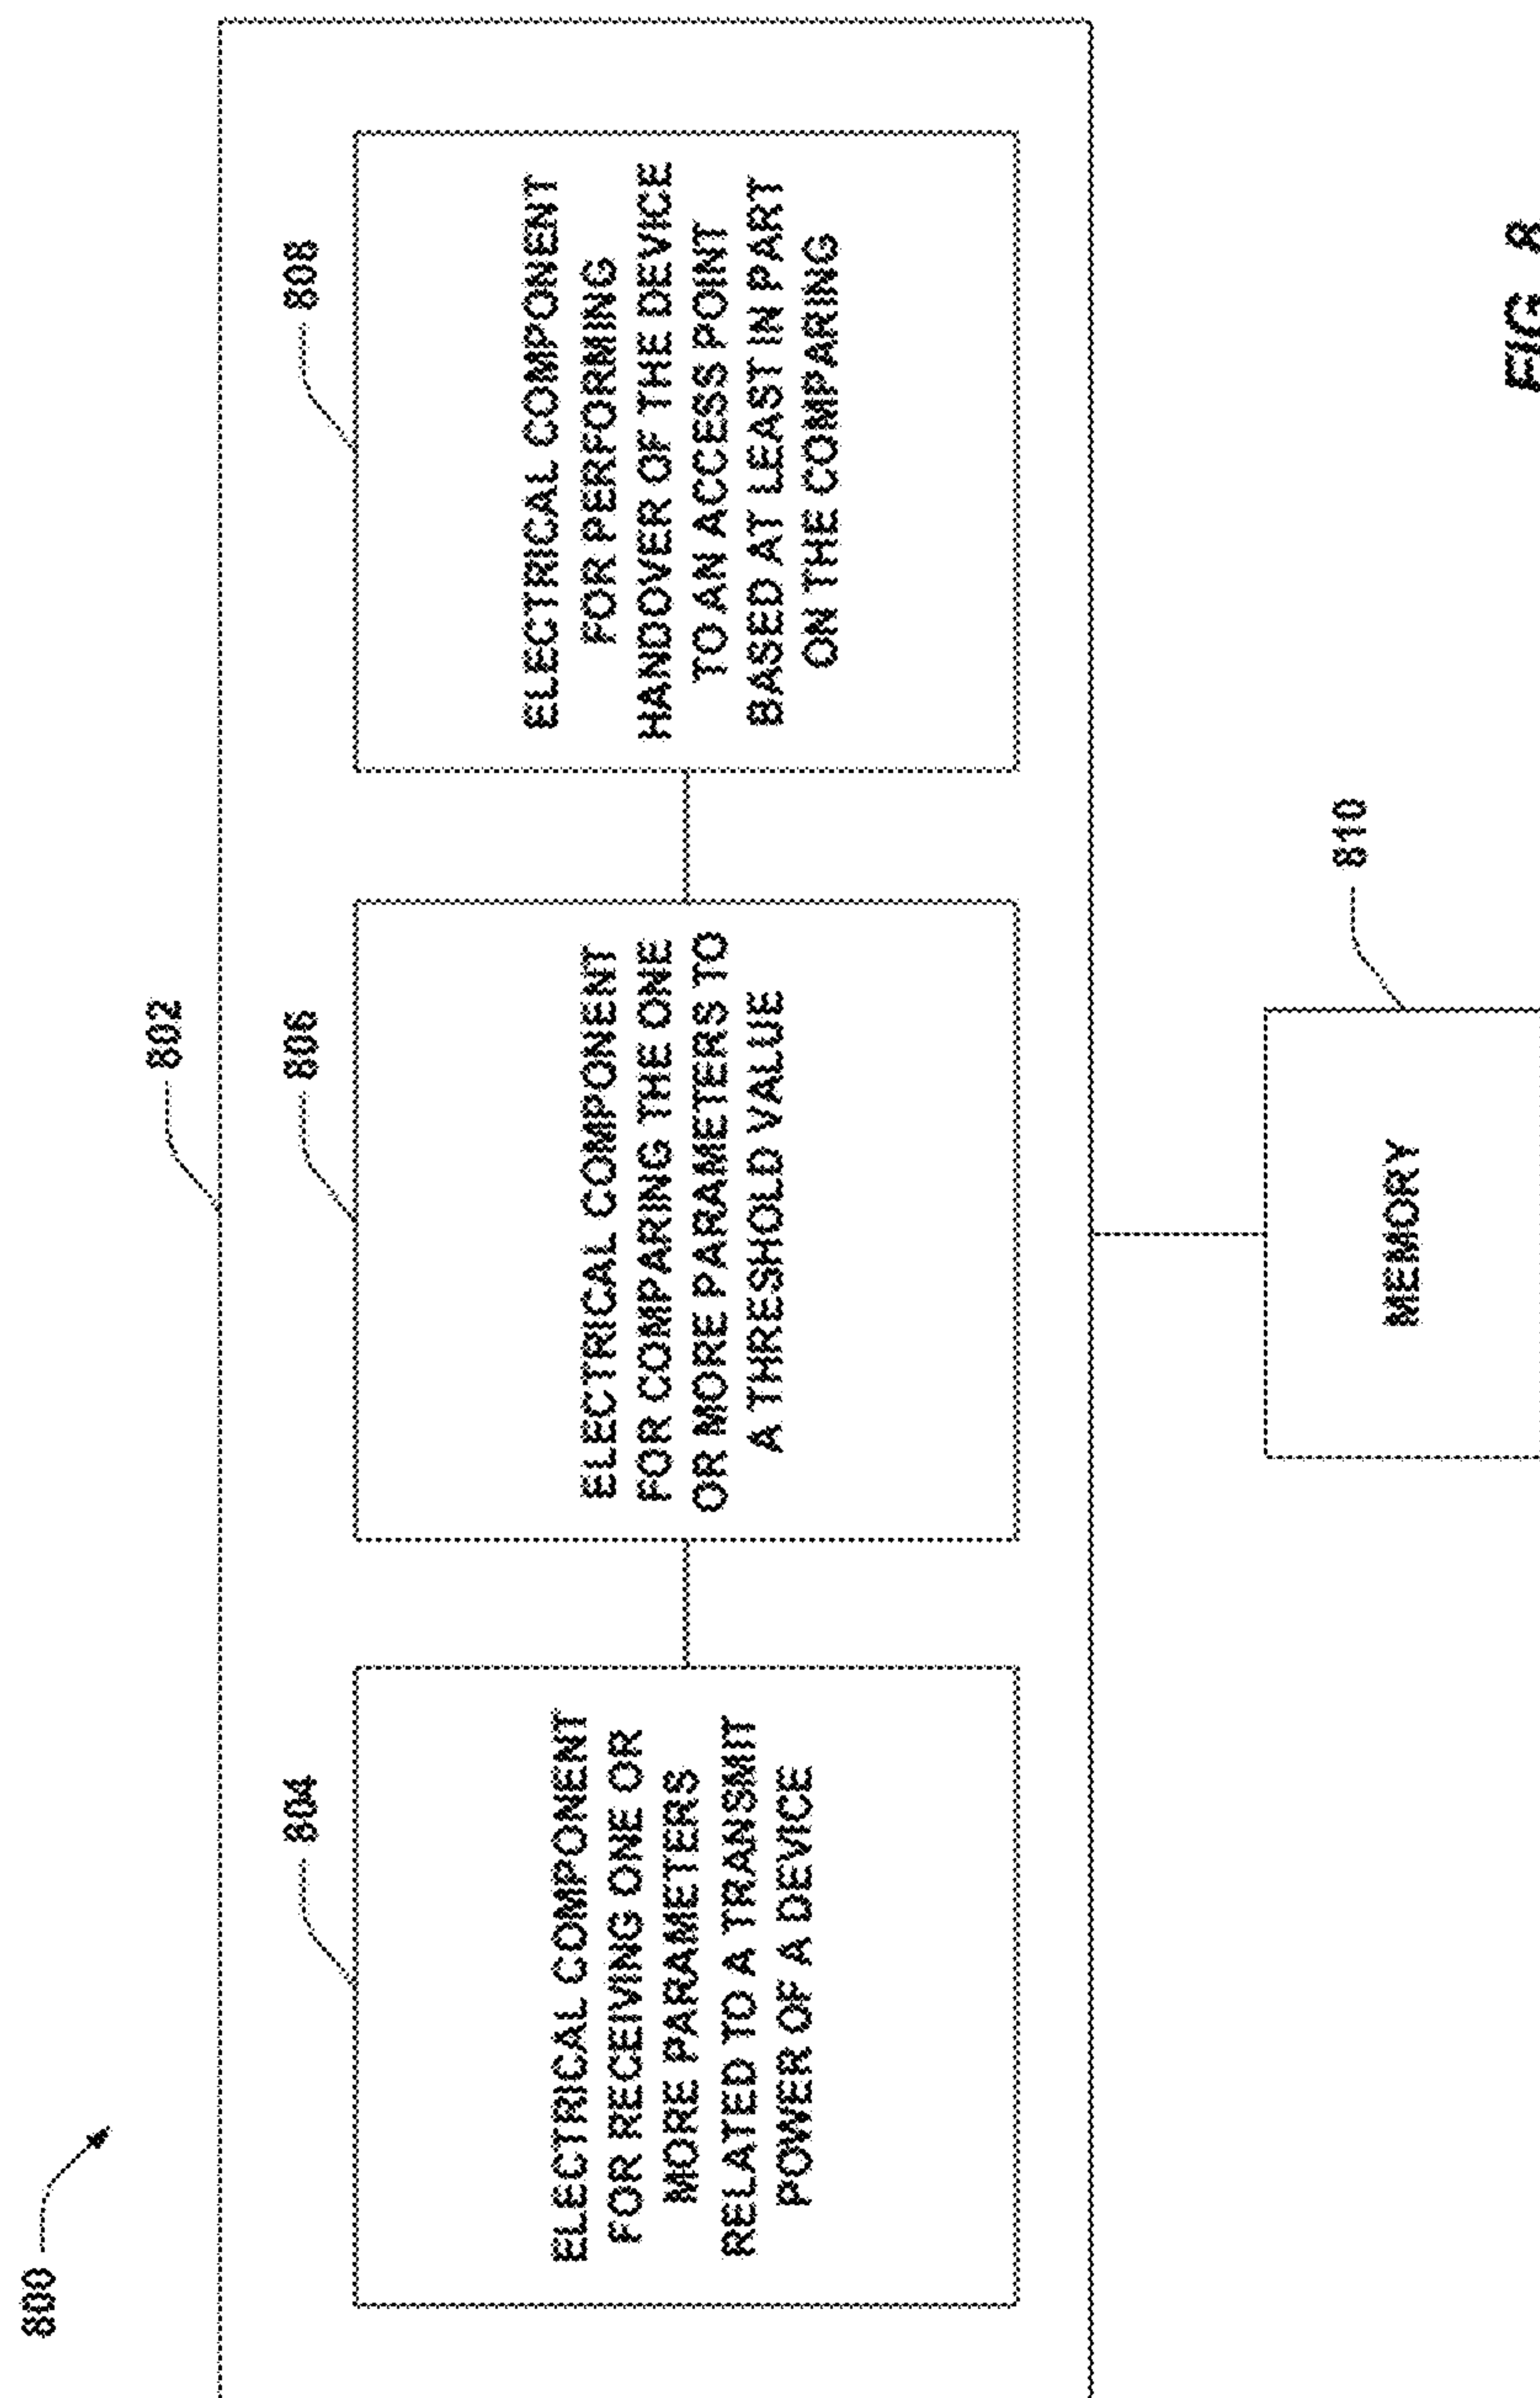 800
802
804
ELECTRICAL COMPONENT
FOR RECEIVING ONE OR
MORE PARAMETERS
RELATED TO A TRANSMIT
POWER OF A DEVICE
806
ELECTRICAL COMPONENT
FOR COMPARING THE ONE
OR MORE PARAMETERS TO
A THRESHOLD VALUE
808
ELECTRICAL COMPONENT
FOR PERFORMING
HANDOVER OF THE DEVICE
TO AN ACCESS POINT
BASED AT LEAST IN PART
ON THE COMPARING
810
MEMORY
FIG. 8